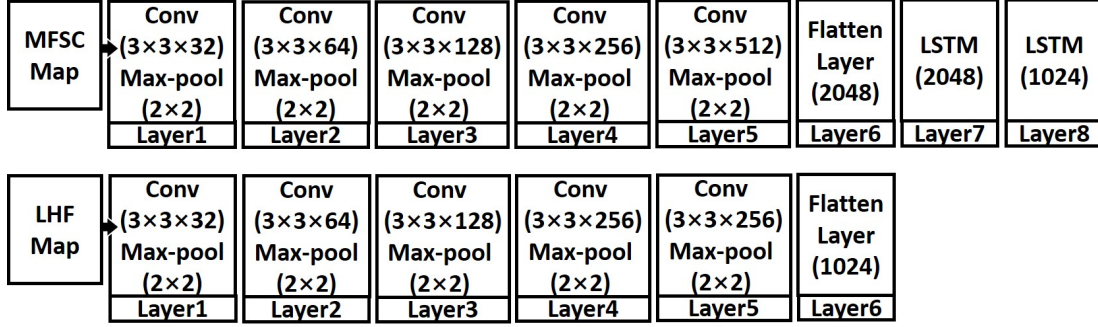 MFSC
Map
Conv
(3×3×32)
Max-pool
(2×2)
Layer1
Conv
(3×3×64)
Max-pool
(2×2)
Layer2
Conv
(3×3×128)
Max-pool
(2×2)
Layer3
Conv
(3×3×256)
Max-pool
(2×2)
Layer4
Conv
(3×3×512)
Max-pool
(2×2)
Layer5
Flatten
Layer
(2048)
Layer6
LSTM
(2048)
Layer7
LSTM
(1024)
Layer8
LHF
Map
Conv
(3×3×32)
Max-pool
(2×2)
Layer1
Conv
(3×3×64)
Max-pool
(2×2)
Layer2
Conv
(3×3×128)
Max-pool
(2×2)
Layer3
Conv
(3×3×256)
Max-pool
(2×2)
Layer4
Conv
(3×3×256)
Max-pool
(2×2)
Layer5
Flatten
Layer
(1024)
Layer6